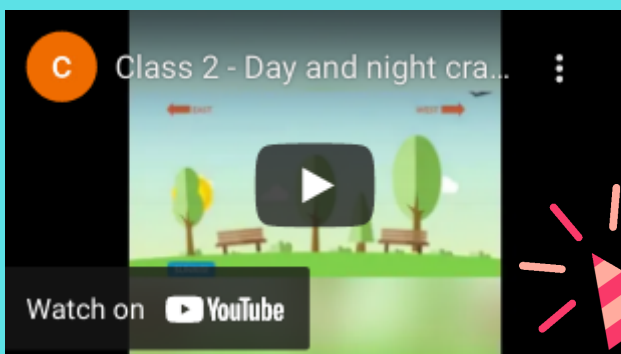 C
Class 2 - Day and night cra...
EAST
WEST
Watch on YouTube